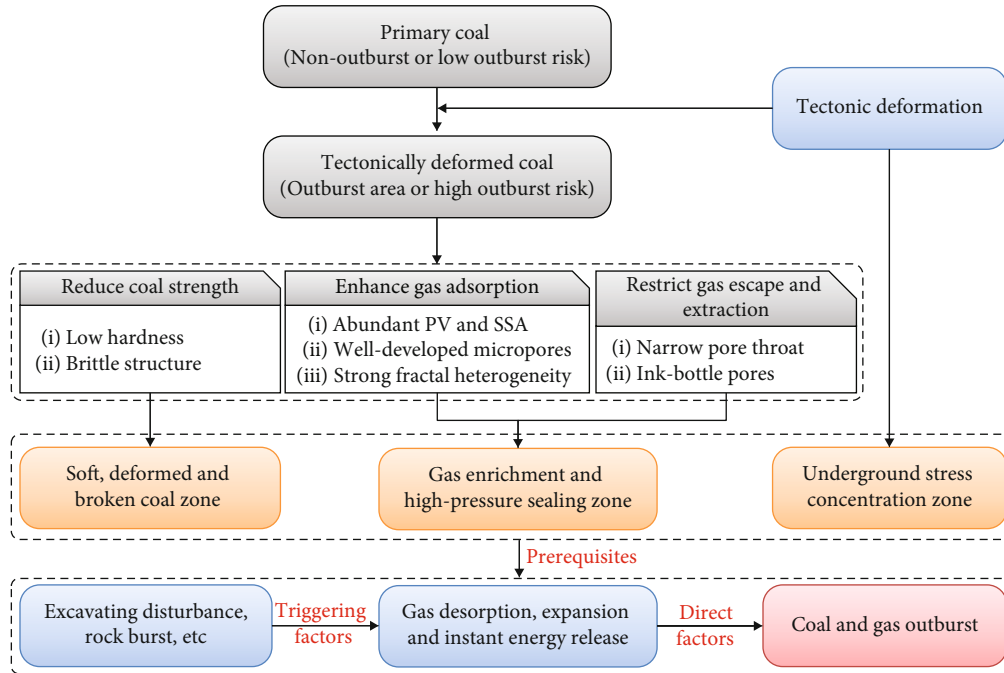 Primary coal
(Non-outburst or low outburst risk)
Tectonic deformation
Tectonically deformed coal
(Outburst area or high outburst risk)
Reduce coal strength
(i) Low hardness
(ii) Brittle structure
Enhance gas adsorption
(i) Abundant PV and SSA
(ii) Well-developed micropores
(iii) Strong fractal heterogeneity
Restrict gas escape and
extraction
(i) Narrow pore throat
(ii) Ink-bottle pores
Soft, deformed and
broken coal zone
Gas enrichment and
high-pressure sealing zone
Underground stress
concentration zone
Prerequisites
Excavating disturbance,
rock burst, etc
Triggering
factors
Gas desorption, expansion
and instant energy release
Direct
factors
Coal and gas outburst